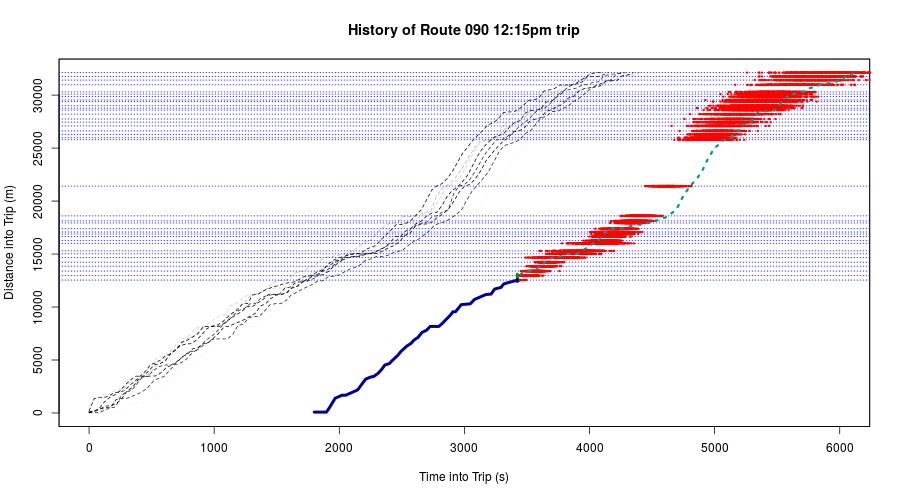 History of Route 090 12:15pm trip
Distance into Trip (m)
30000
25000
20000
15000
10000
5000
0
0 1000 2000 3000 4000 5000 6000
Time into Trip (s)